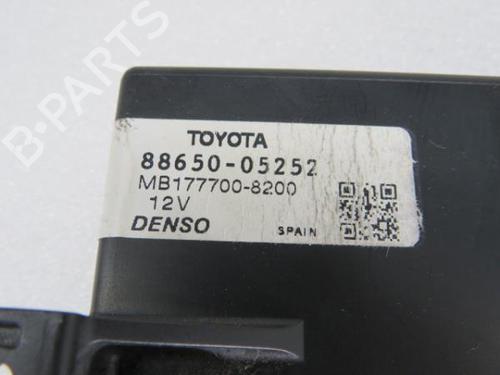 B-PARTS
TOYOTA
88650-05252
MB177700-8200
12V
DENSO
SPAIN